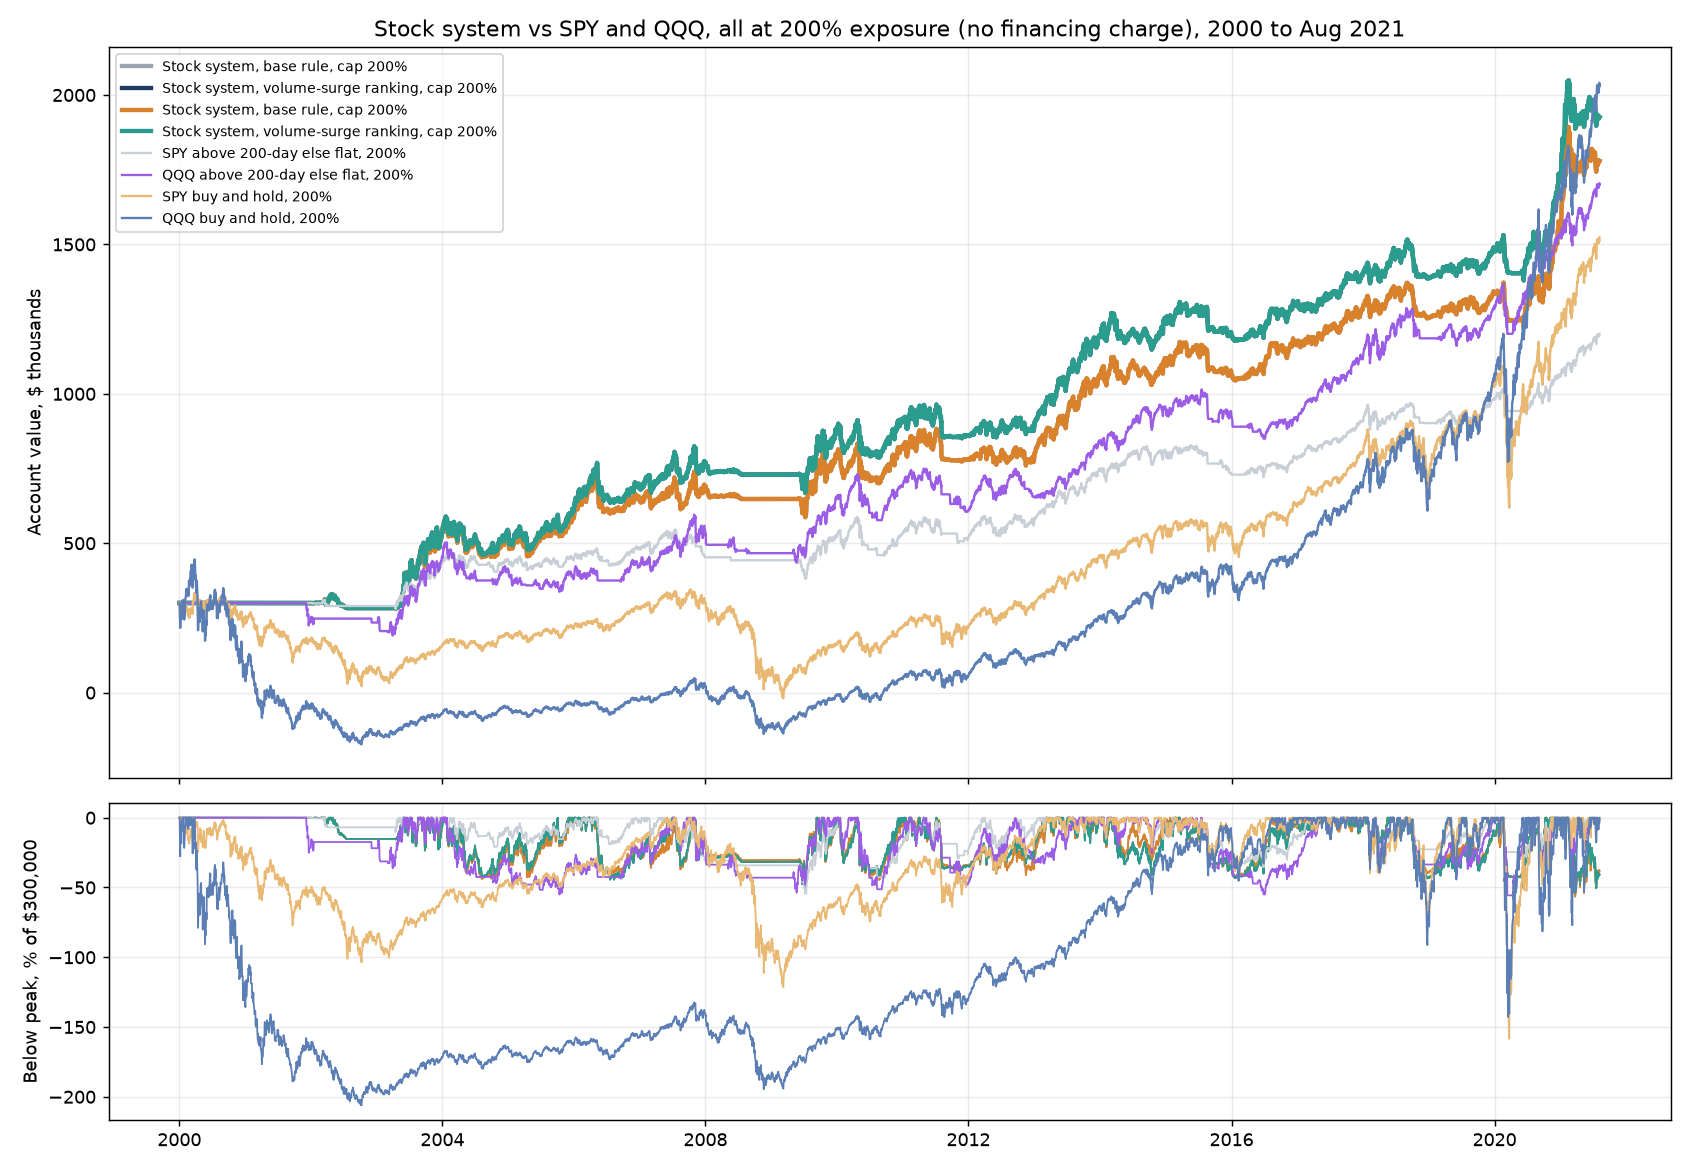 Stock system vs SPY and QQQ, all at 200% exposure (no financing charge), 2000 to Aug 2021
Stock system, base rule, cap 200%
Stock system, volume-surge ranking, cap 200%
Stock system, base rule, cap 200%
Stock system, volume-surge ranking, cap 200%
SPY above 200-day else flat, 200%
QQQ above 200-day else flat, 200%
SPY buy and hold, 200%
QQQ buy and hold, 200%
Account value, $ thousands
2000
1500
1000
500
0
Below peak, % of $300,000
0
−50
−100
−150
−200
2000 2004 2008 2012 2016 2020